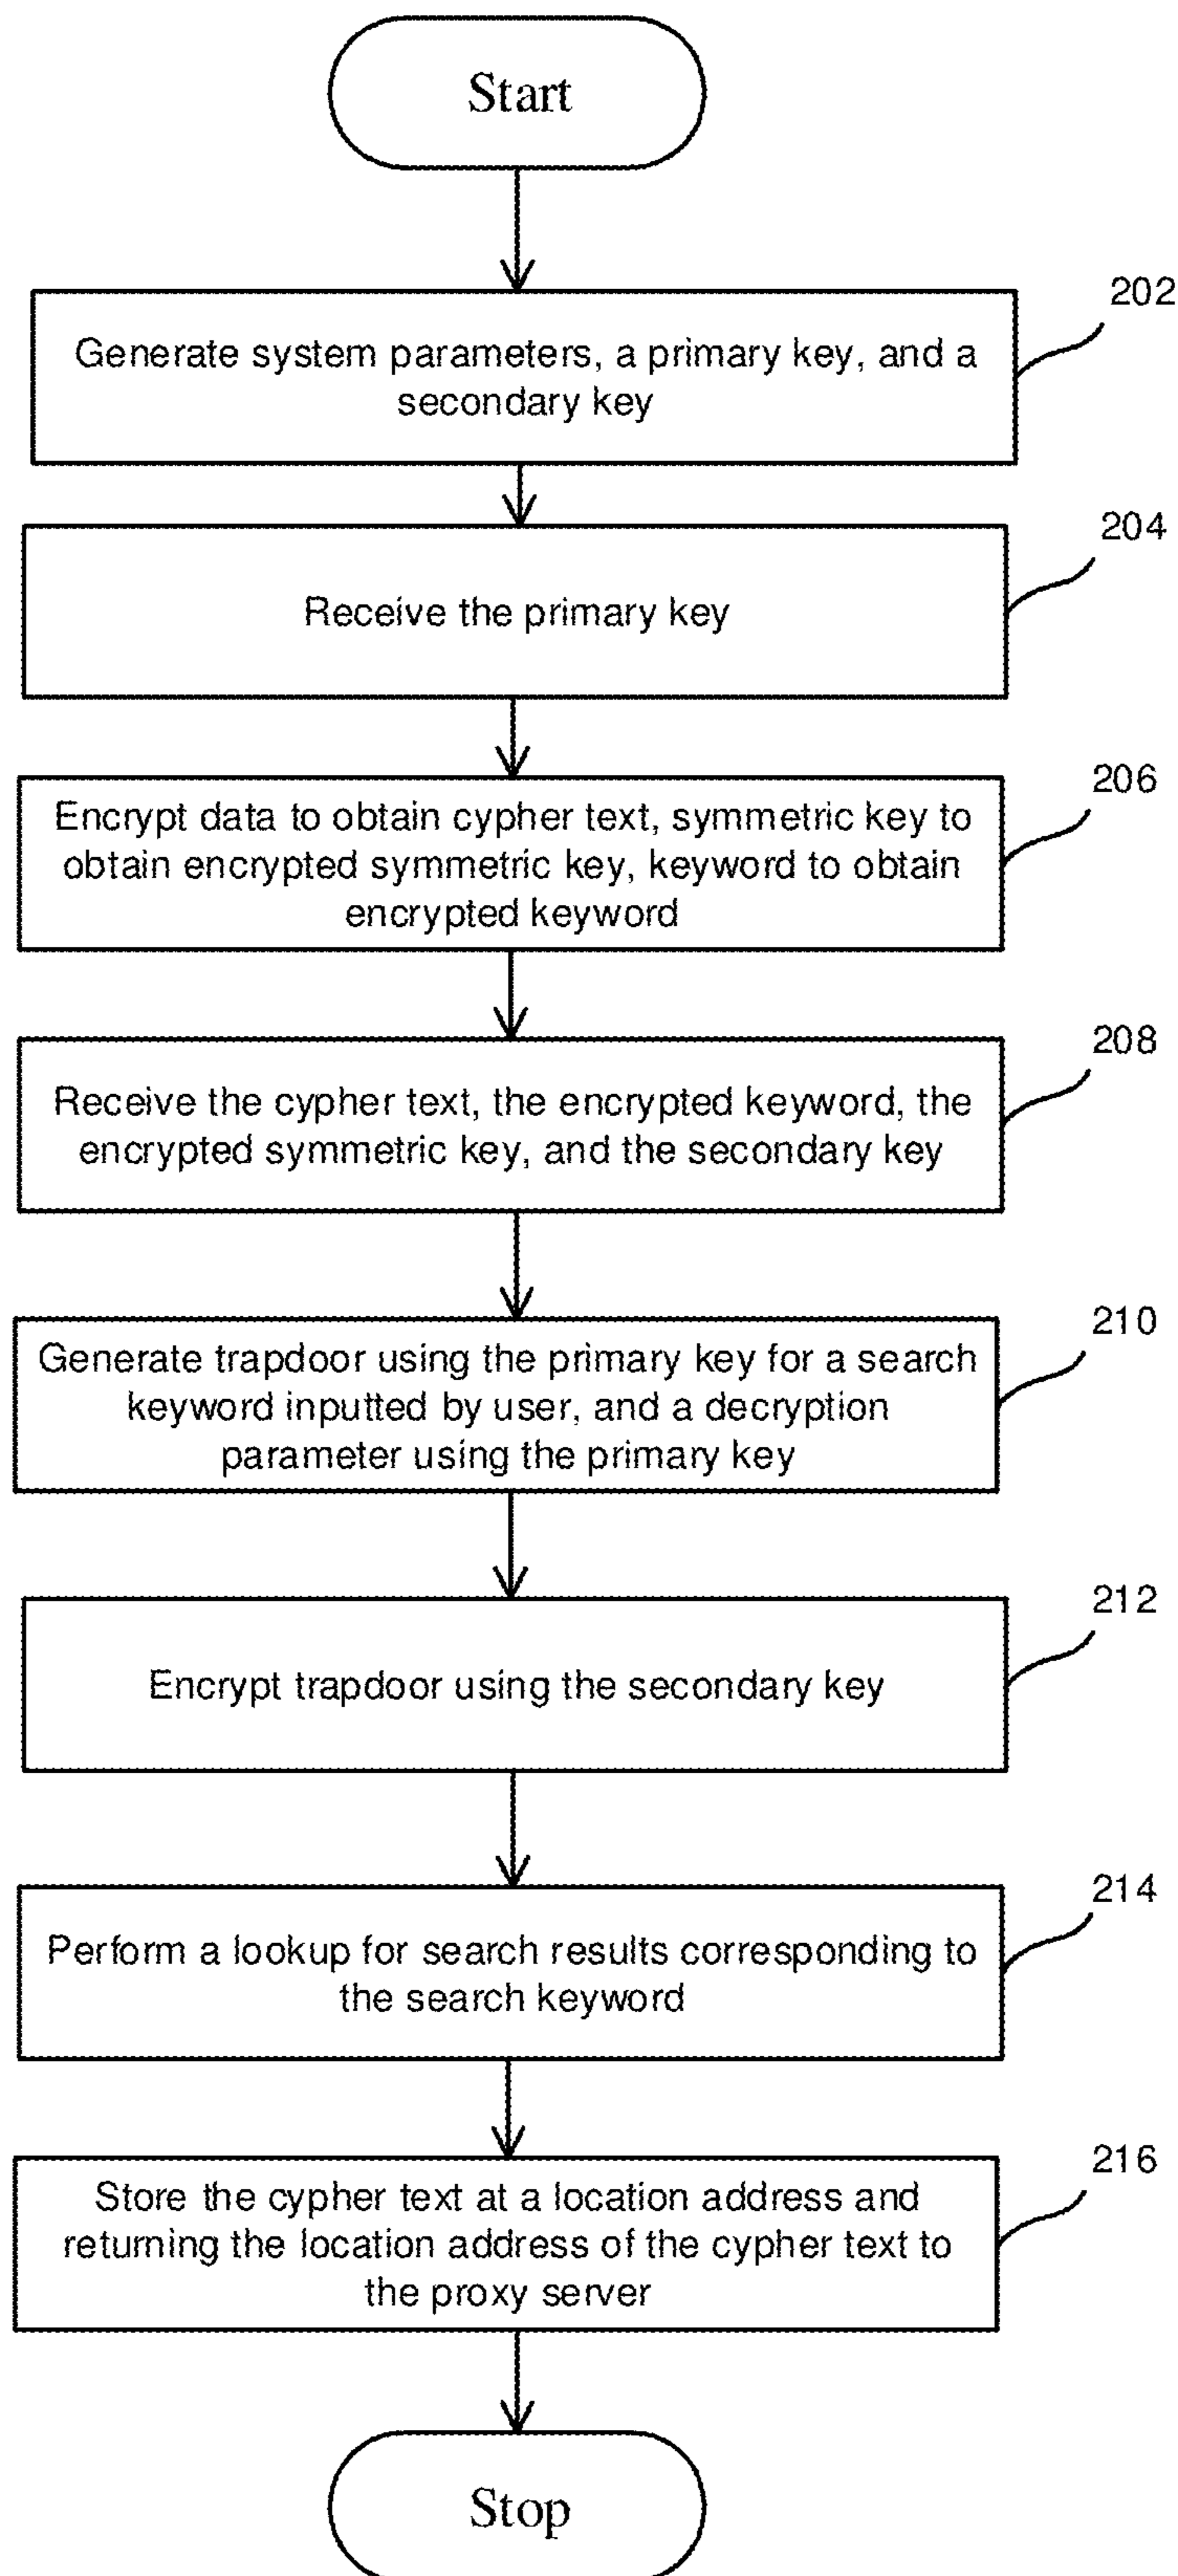 Start
202
Generate system parameters, a primary key, and a
secondary key
204
Receive the primary key
206
Encrypt data to obtain cypher text, symmetric key to
obtain encrypted symmetric key, keyword to obtain
encrypted keyword
208
Receive the cypher text, the encrypted keyword, the
encrypted symmetric key, and the secondary key
210
Generate trapdoor using the primary key for a search
keyword inputted by user, and a decryption
parameter using the primary key
212
Encrypt trapdoor using the secondary key
214
Perform a lookup for search results corresponding to
the search keyword
216
Store the cypher text at a location address and
returning the location address of the cypher text to
the proxy server
Stop